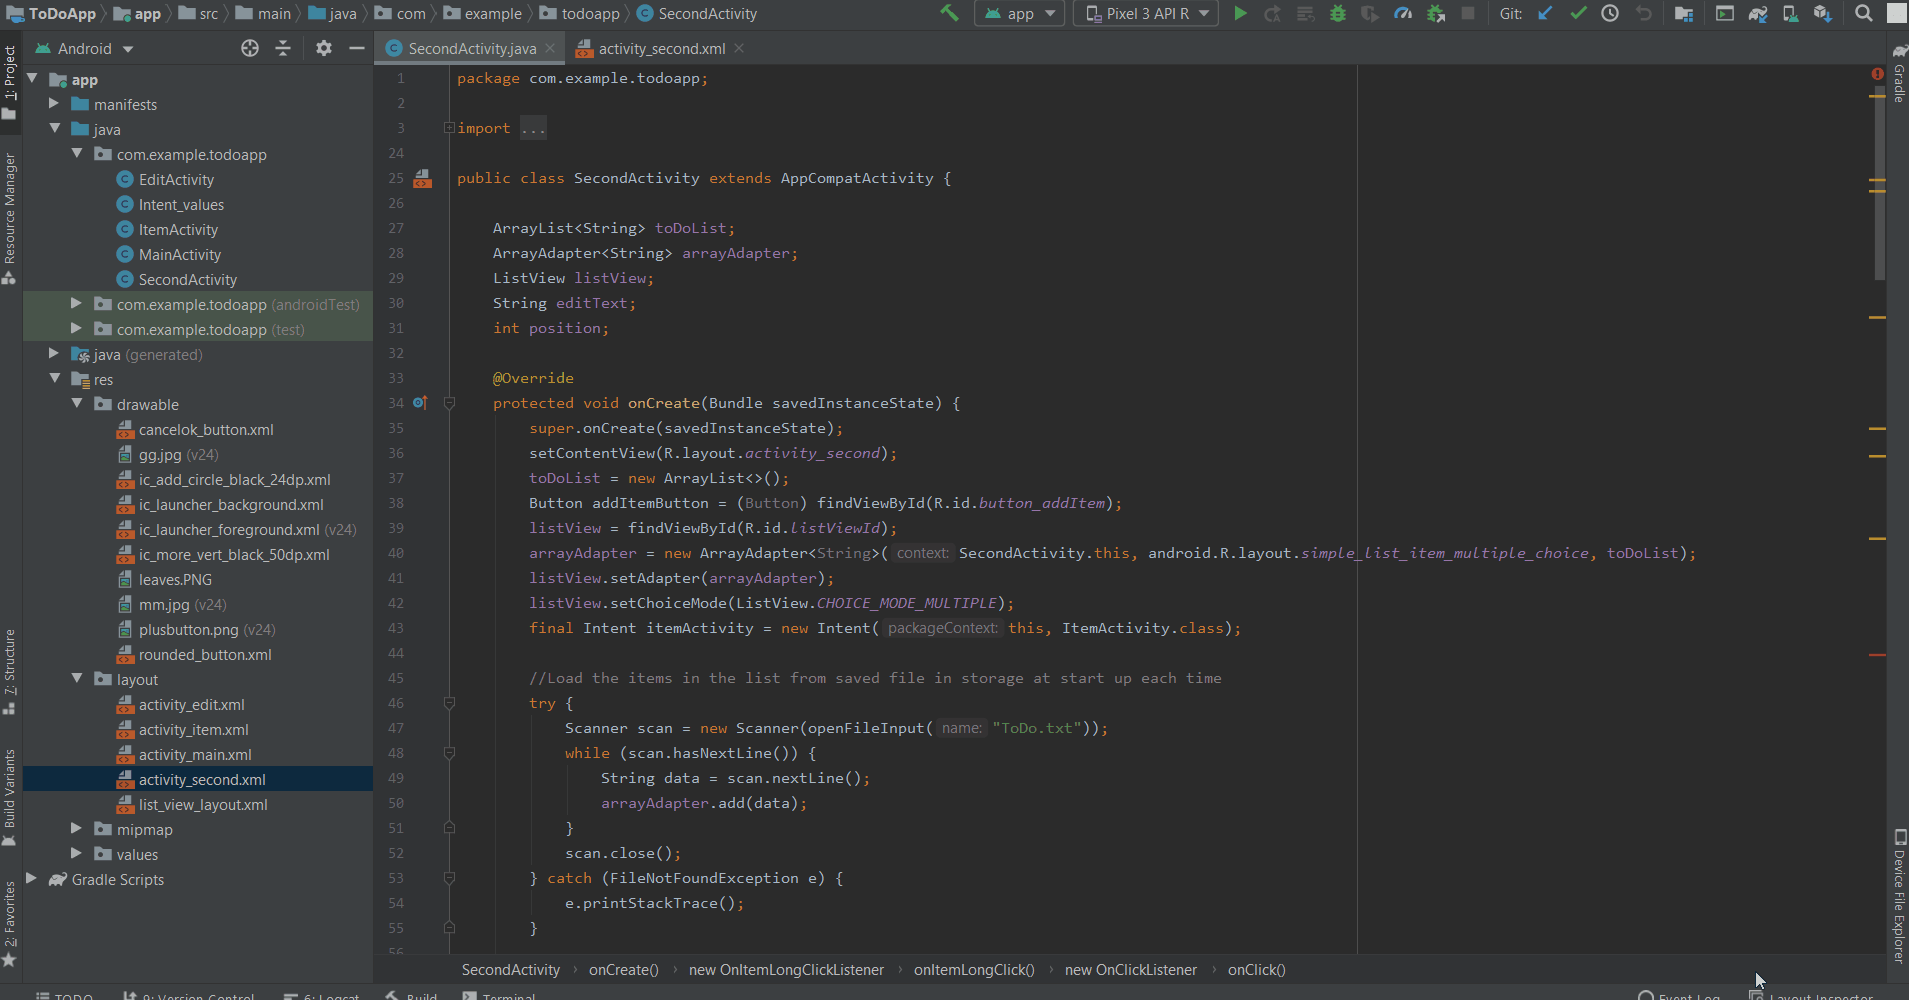 ToDoApp app src main java com example todoapp SecondActivity app Pixel 3 API R Git:
Android
SecondActivity.java activity_second.xml
1: Project
Resource Manager
7: Structure
Build Variants
2: Favorites
app
manifests
java
com.example.todoapp
EditActivity
Intent_values
ItemActivity
MainActivity
SecondActivity
com.example.todoapp (androidTest)
com.example.todoapp (test)
java (generated)
res
drawable
cancelok_button.xml
gg.jpg (v24)
ic_add_circle_black_24dp.xml
ic_launcher_background.xml
ic_launcher_foreground.xml (v24)
ic_more_vert_black_50dp.xml
leaves.PNG
mm.jpg (v24)
plusbutton.png (v24)
rounded_button.xml
layout
activity_edit.xml
activity_item.xml
activity_main.xml
activity_second.xml
list_view_layout.xml
mipmap
values
Gradle Scripts
1 package com.example.todoapp;
2
3 import ...
24
25 public class SecondActivity extends AppCompatActivity {
26
27 ArrayList<String> toDoList;
28 ArrayAdapter<String> arrayAdapter;
29 ListView listView;
30 String editText;
31 int position;
32
33 @Override
34 protected void onCreate(Bundle savedInstanceState) {
35 super.onCreate(savedInstanceState);
36 setContentView(R.layout.activity_second);
37 toDoList = new ArrayList<>();
38 Button addItemButton = (Button) findViewById(R.id.button_addItem);
39 listView = findViewById(R.id.listViewId);
40 arrayAdapter = new ArrayAdapter<String>( context: SecondActivity.this, android.R.layout.simple_list_item_multiple_choice, toDoList);
41 listView.setAdapter(arrayAdapter);
42 listView.setChoiceMode(ListView.CHOICE_MODE_MULTIPLE);
43 final Intent itemActivity = new Intent( packageContext: this, ItemActivity.class);
44
45 //Load the items in the list from saved file in storage at start up each time
46 try {
47 Scanner scan = new Scanner(openFileInput( name: "ToDo.txt"));
48 while (scan.hasNextLine()) {
49 String data = scan.nextLine();
50 arrayAdapter.add(data);
51 }
52 scan.close();
53 } catch (FileNotFoundException e) {
54 e.printStackTrace();
55 }
56
SecondActivity › onCreate() › new OnItemLongClickListener › onItemLongClick() › new OnClickListener › onClick()
Gradle
Device File Explorer
TODO 9: Version Control 6: Logcat Build Terminal Event Log Layout Inspector